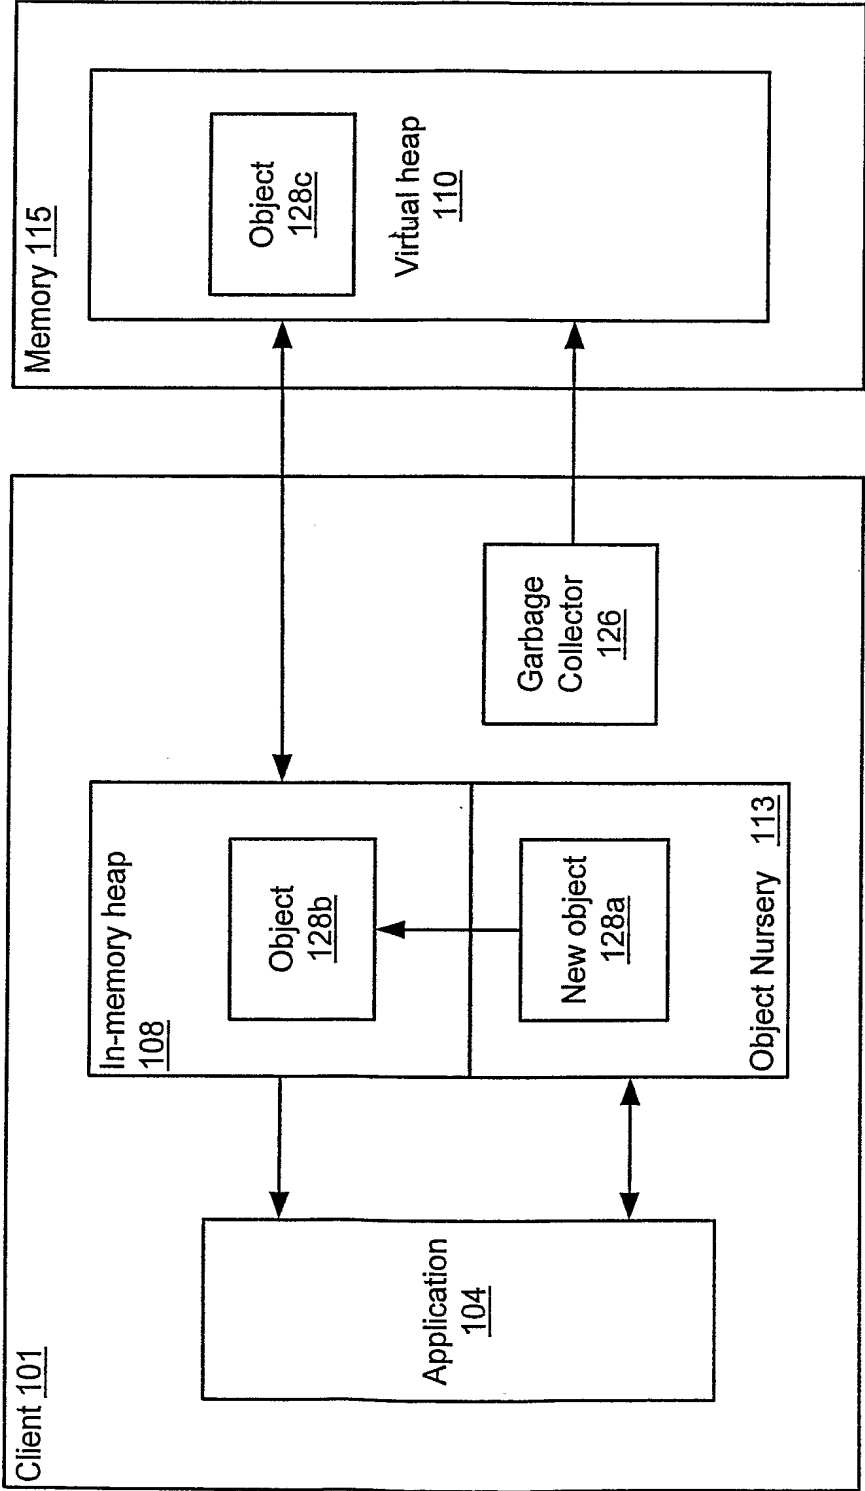 Client 101
Application
104
In-memory heap
108
Object
128b
New object
128a
Object Nursery 113
Garbage
Collector
126
Memory 115
Object
128c
Virtual heap
110